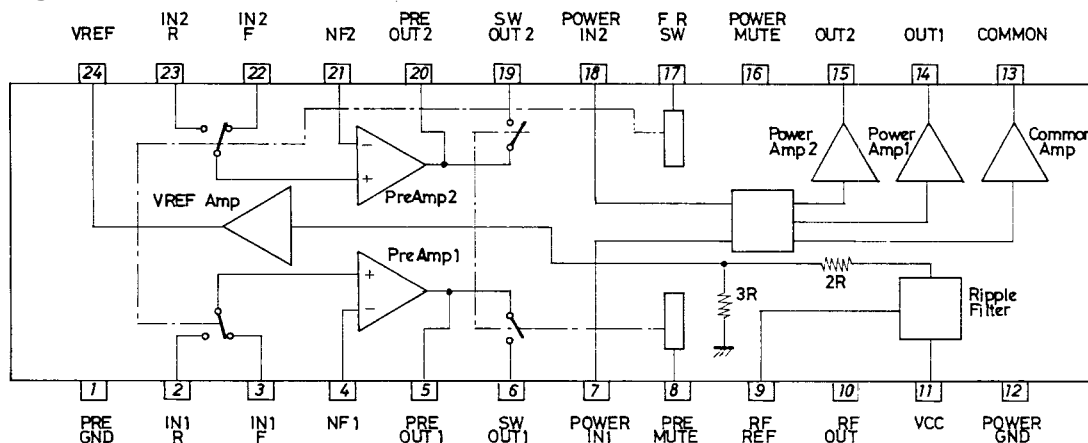 VREF
IN2 R
IN2 F
NF2
PRE OUT2
SW OUT2
POWER IN2
F R SW
POWER MUTE
OUT2
OUT1
COMMON
24
23
22
21
20
19
18
17
16
15
14
13
Power Amp2
Power Amp1
Common Amp
PreAmp2
VREF Amp
PreAmp1
2R
3R
Ripple Filter
1
2
3
4
5
6
7
8
9
10
11
12
PRE GND
IN1 R
IN1 F
NF1
PRE OUT1
SW OUT1
POWER IN1
PRE MUTE
RF REF
RF OUT
VCC
POWER GND